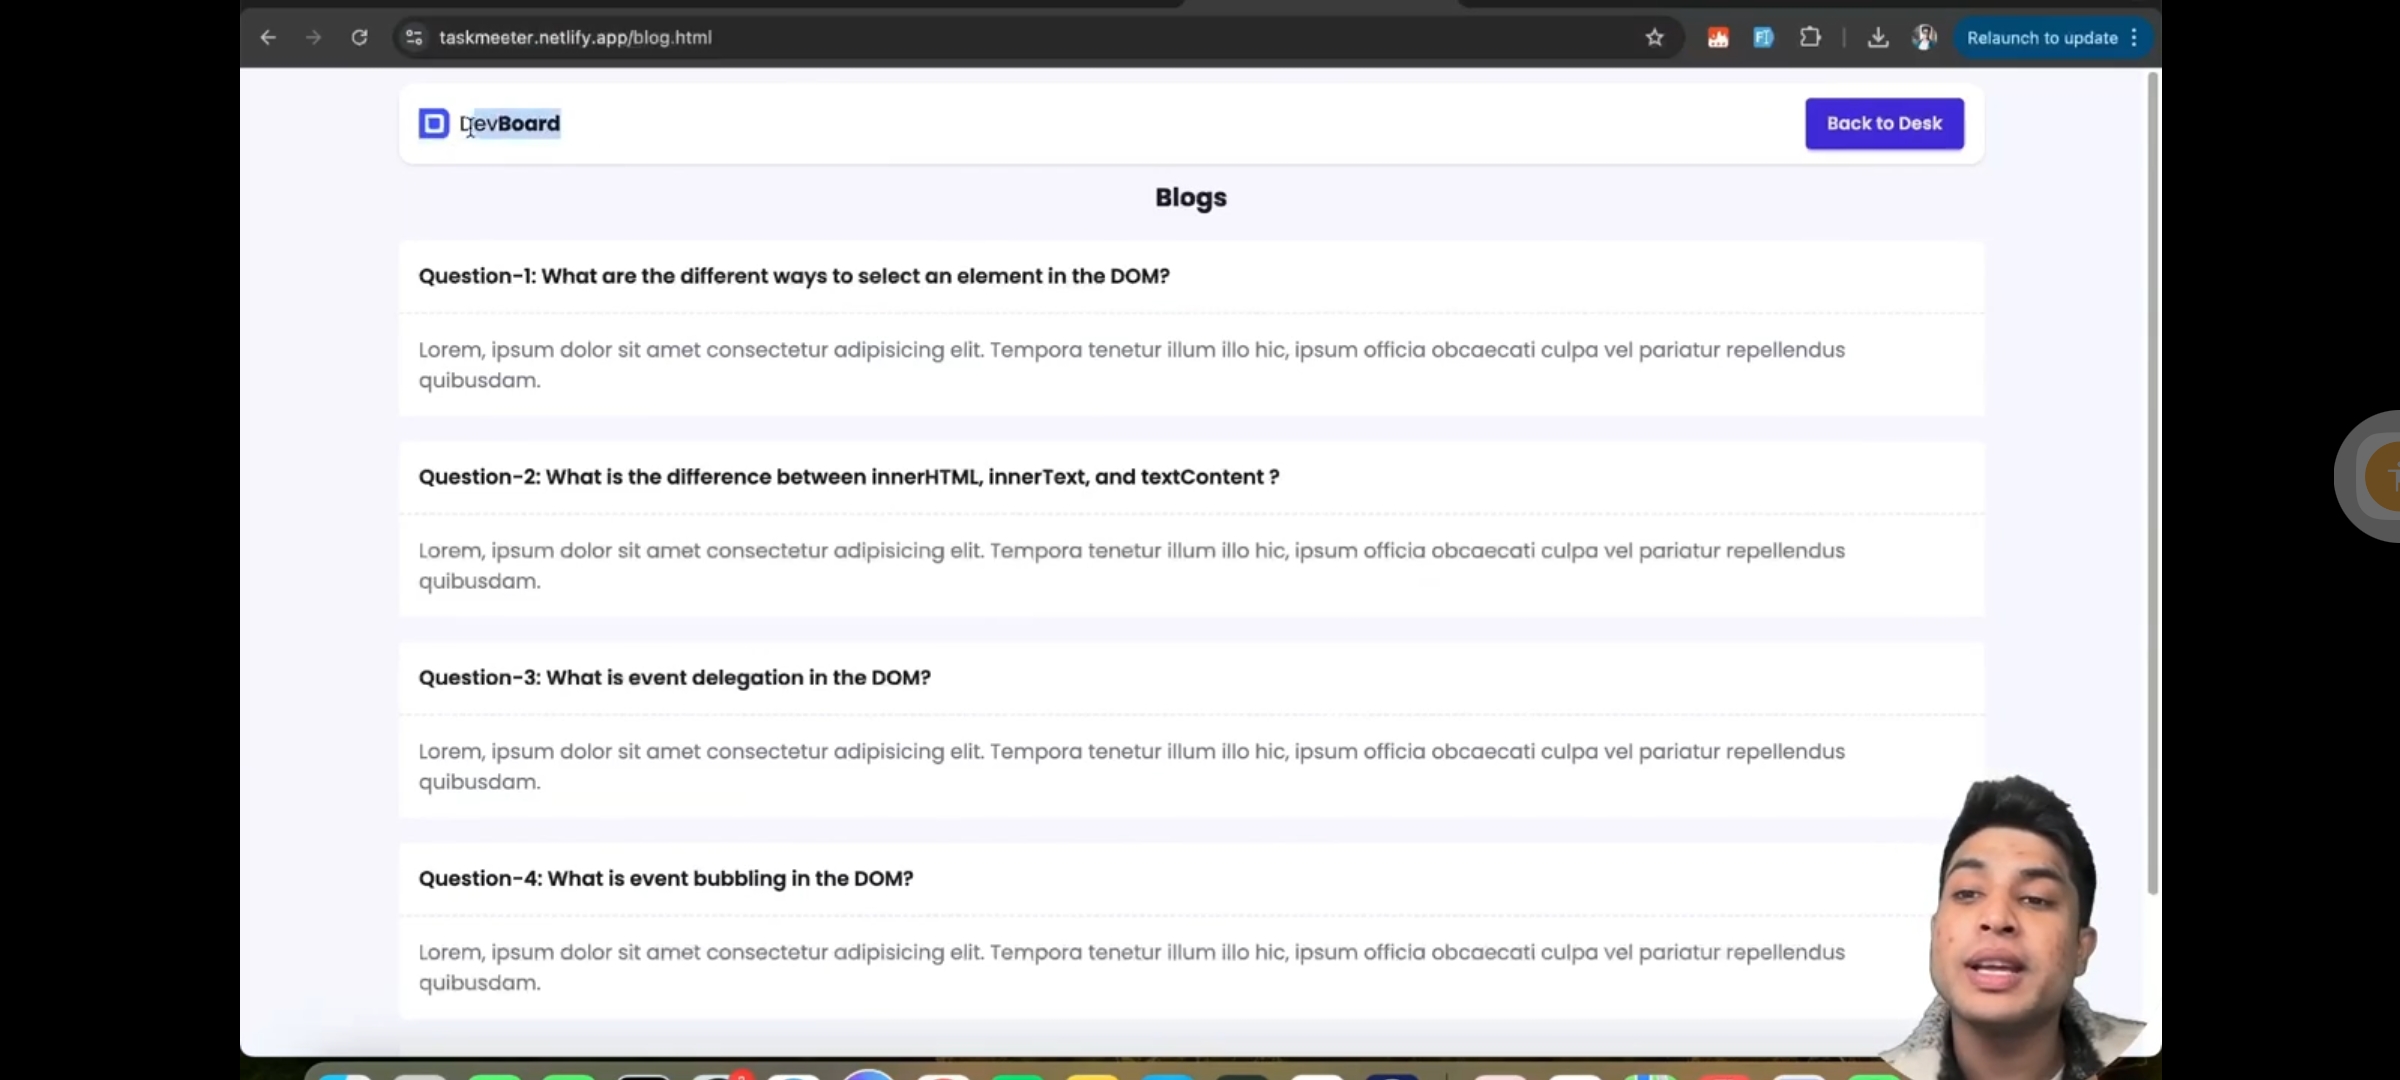 taskmeeter.netlify.app/blog.html
Relaunch to update
DevBoard
Back to Desk
Blogs
Question-1: What are the different ways to select an element in the DOM?
Lorem, ipsum dolor sit amet consectetur adipisicing elit. Tempora tenetur illum illo hic, ipsum officia obcaecati culpa vel pariatur repellendus
quibusdam.
Question-2: What is the difference between innerHTML, innerText, and textContent ?
Lorem, ipsum dolor sit amet consectetur adipisicing elit. Tempora tenetur illum illo hic, ipsum officia obcaecati culpa vel pariatur repellendus
quibusdam.
Question-3: What is event delegation in the DOM?
Lorem, ipsum dolor sit amet consectetur adipisicing elit. Tempora tenetur illum illo hic, ipsum officia obcaecati culpa vel pariatur repellendus
quibusdam.
Question-4: What is event bubbling in the DOM?
Lorem, ipsum dolor sit amet consectetur adipisicing elit. Tempora tenetur illum illo hic, ipsum officia obcaecati culpa vel pariatur repellendus
quibusdam.